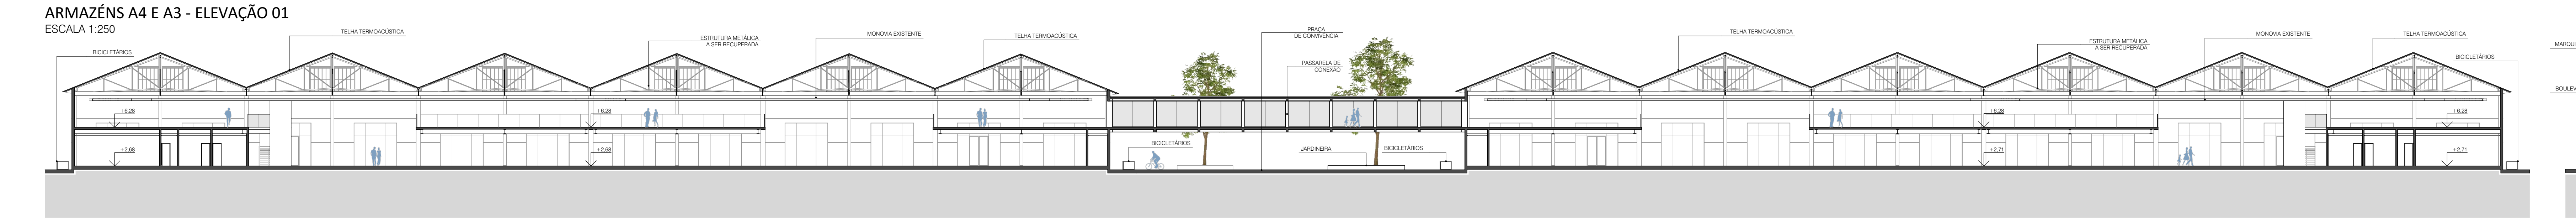 ARMAZÉNS A4 E A3 - ELEVAÇÃO 01
ESCALA 1:250
BICICLETÁRIOS
TELHA TERMOACÚSTICA
ESTRUTURA METÁLICA
A SER RECUPERADA
MONOVIA EXISTENTE
TELHA TERMOACÚSTICA
PRAÇA
DE CONVIVÊNCIA
PASSARELA DE
CONEXÃO
TELHA TERMOACÚSTICA
ESTRUTURA METÁLICA
A SER RECUPERADA
MONOVIA EXISTENTE
TELHA TERMOACÚSTICA
BICICLETÁRIOS
+6,28
+6,28
+6,28
+6,28
+2,68
+2,68
BICICLETÁRIOS
JARDINEIRA
BICICLETÁRIOS
+2,71
+2,71